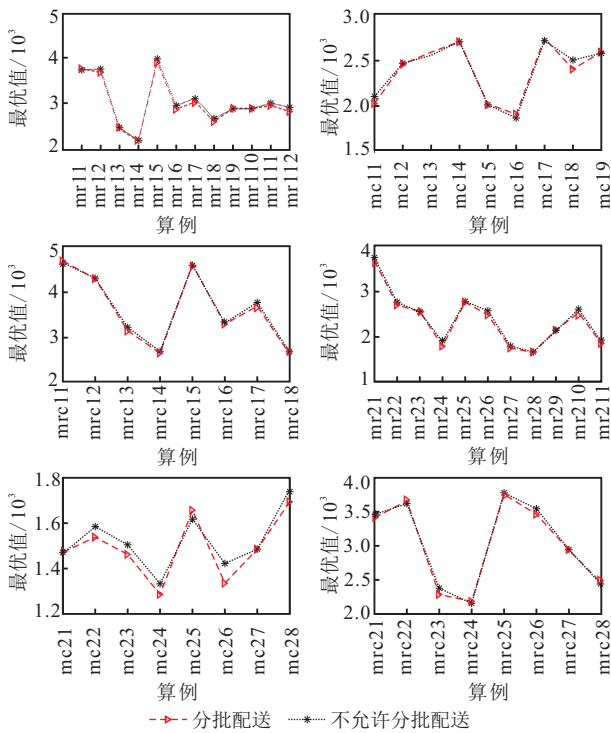 最优值/10³
5
4
3
2
mr11
mr12
mr13
mr14
mr15
mr16
mr17
mr18
mr19
mr110
mr111
mr112
算例
最优值/10³
3.0
2.5
2.0
1.5
mc11
mc12
mc13
mc14
mc15
mc16
mc17
mc18
mc19
算例
最优值/10³
5
4
3
2
mrc11
mrc12
mrc13
mrc14
mrc15
mrc16
mrc17
mrc18
算例
最优值/10³
4
3
2
1
mr21
mr22
mr23
mr24
mr25
mr26
mr27
mr28
mr29
mr210
mr211
算例
最优值/10³
1.8
1.6
1.4
1.2
mc21
mc22
mc23
mc24
mc25
mc26
mc27
mc28
算例
最优值/10³
4.0
3.5
3.0
2.5
2.0
mrc21
mrc22
mrc23
mrc24
mrc25
mrc26
mrc27
mrc28
算例
分批配送 不允许分批配送